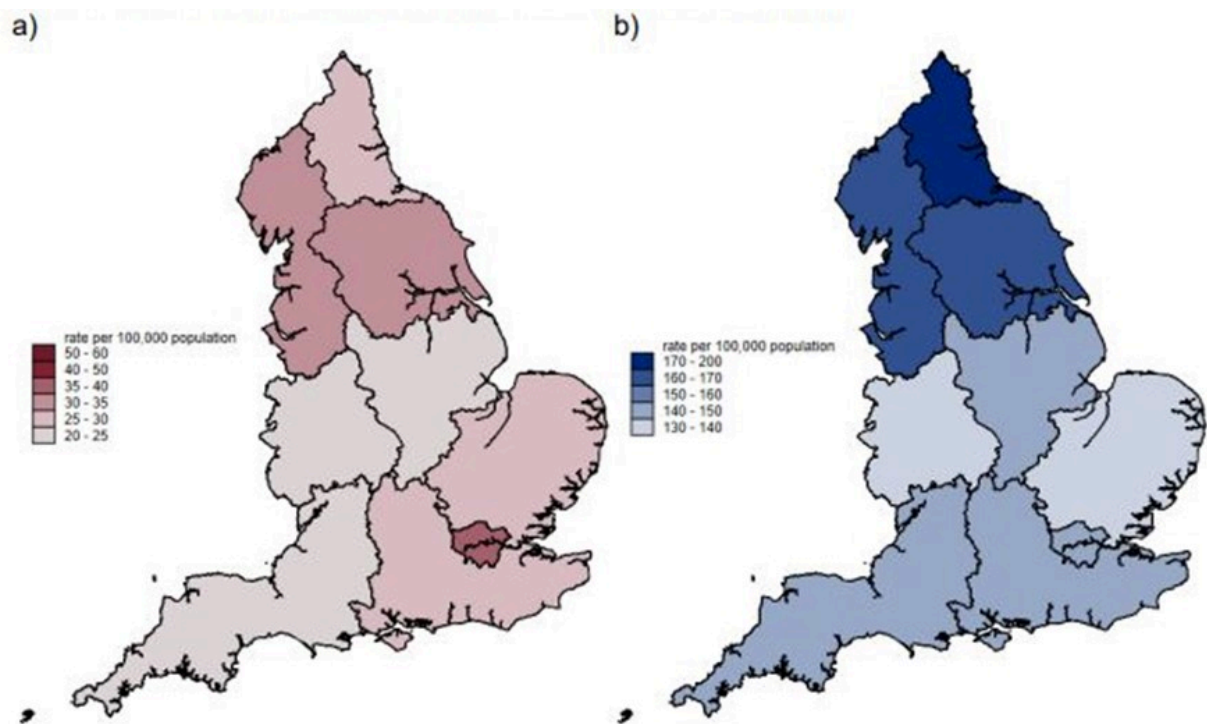 a)
rate per 100,000 population
50 - 60
40 - 50
35 - 40
30 - 35
25 - 30
20 - 25
b)
rate per 100,000 population
170 - 200
160 - 170
150 - 160
140 - 150
130 - 140